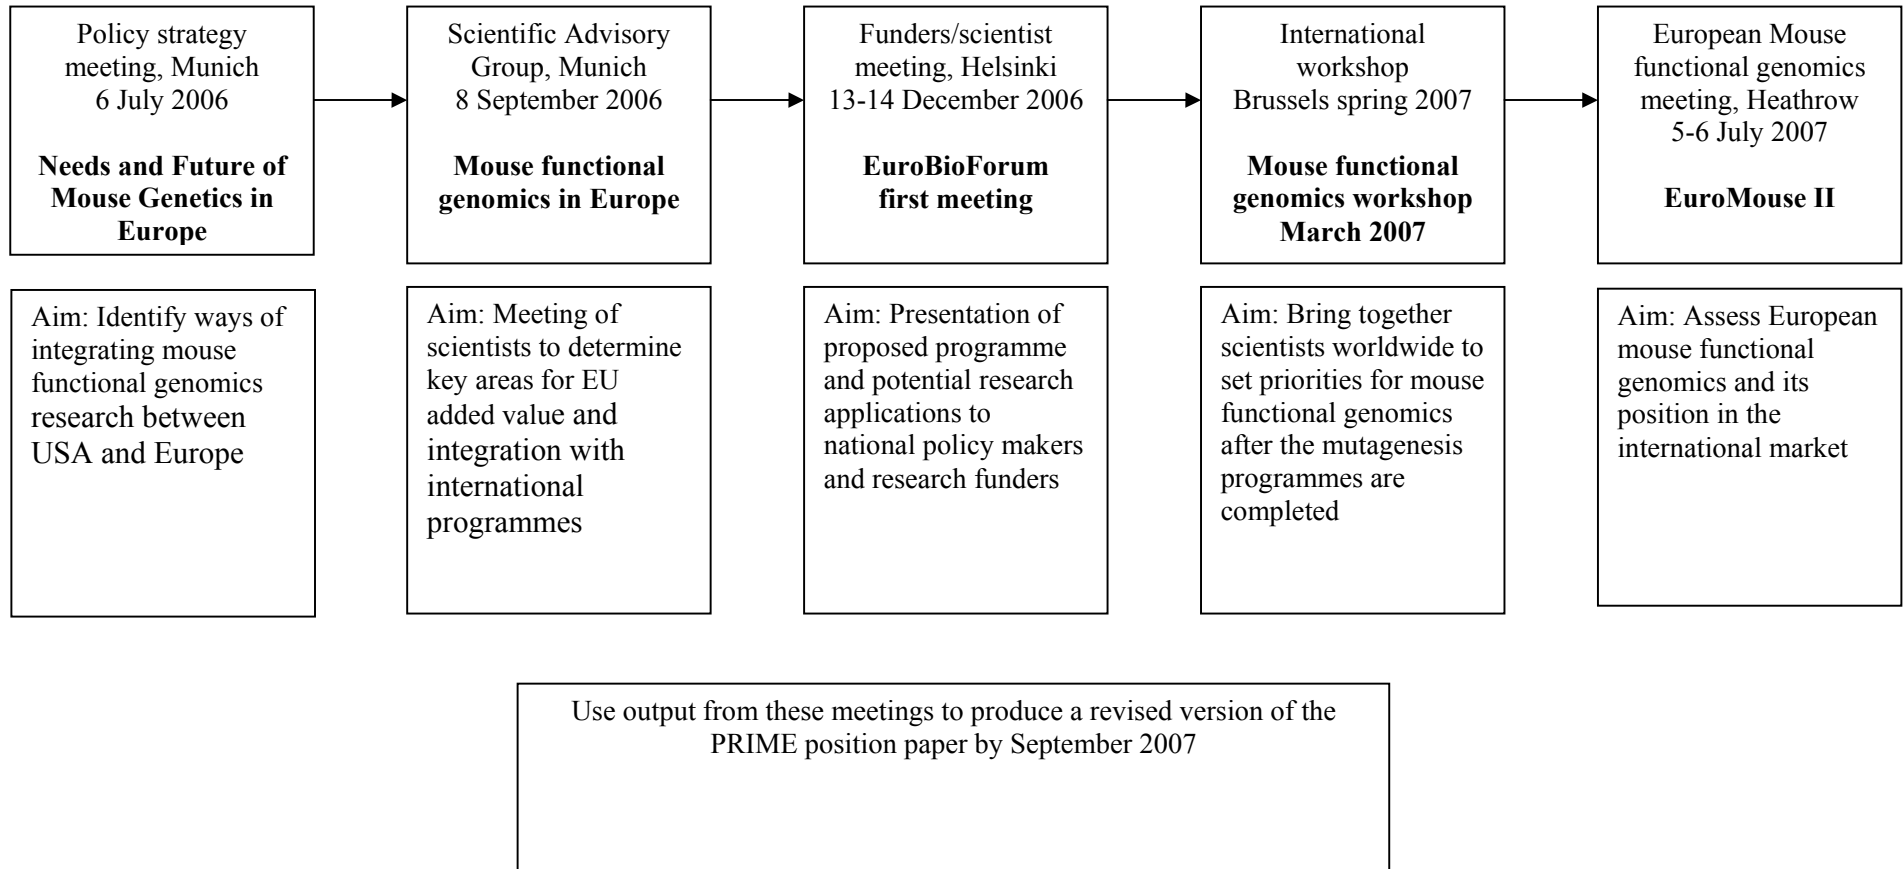 Policy strategy
meeting, Munich
6 July 2006
Needs and Future of
Mouse Genetics in
Europe
Scientific Advisory
Group, Munich
8 September 2006
Mouse functional
genomics in Europe
Funders/scientist
meeting, Helsinki
13-14 December 2006
EuroBioForum
first meeting
International
workshop
Brussels spring 2007
Mouse functional
genomics workshop
March 2007
European Mouse
functional genomics
meeting, Heathrow
5-6 July 2007
EuroMouse II
Aim: Identify ways of
integrating mouse
functional genomics
research between
USA and Europe
Aim: Meeting of
scientists to determine
key areas for EU
added value and
integration with
international
programmes
Aim: Presentation of
proposed programme
and potential research
applications to
national policy makers
and research funders
Aim: Bring together
scientists worldwide to
set priorities for mouse
functional genomics
after the mutagenesis
programmes are
completed
Aim: Assess European
mouse functional
genomics and its
position in the
international market
Use output from these meetings to produce a revised version of the
PRIME position paper by September 2007